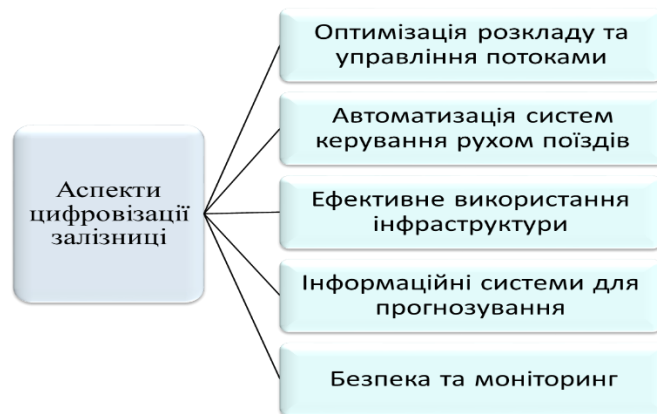 Аспекти
цифровізації
залізниці
Оптимізація розкладу та
управління потоками
Автоматизація систем
керування рухом поїздів
Ефективне використання
інфраструктури
Інформаційні системи для
прогнозування
Безпека та моніторинг